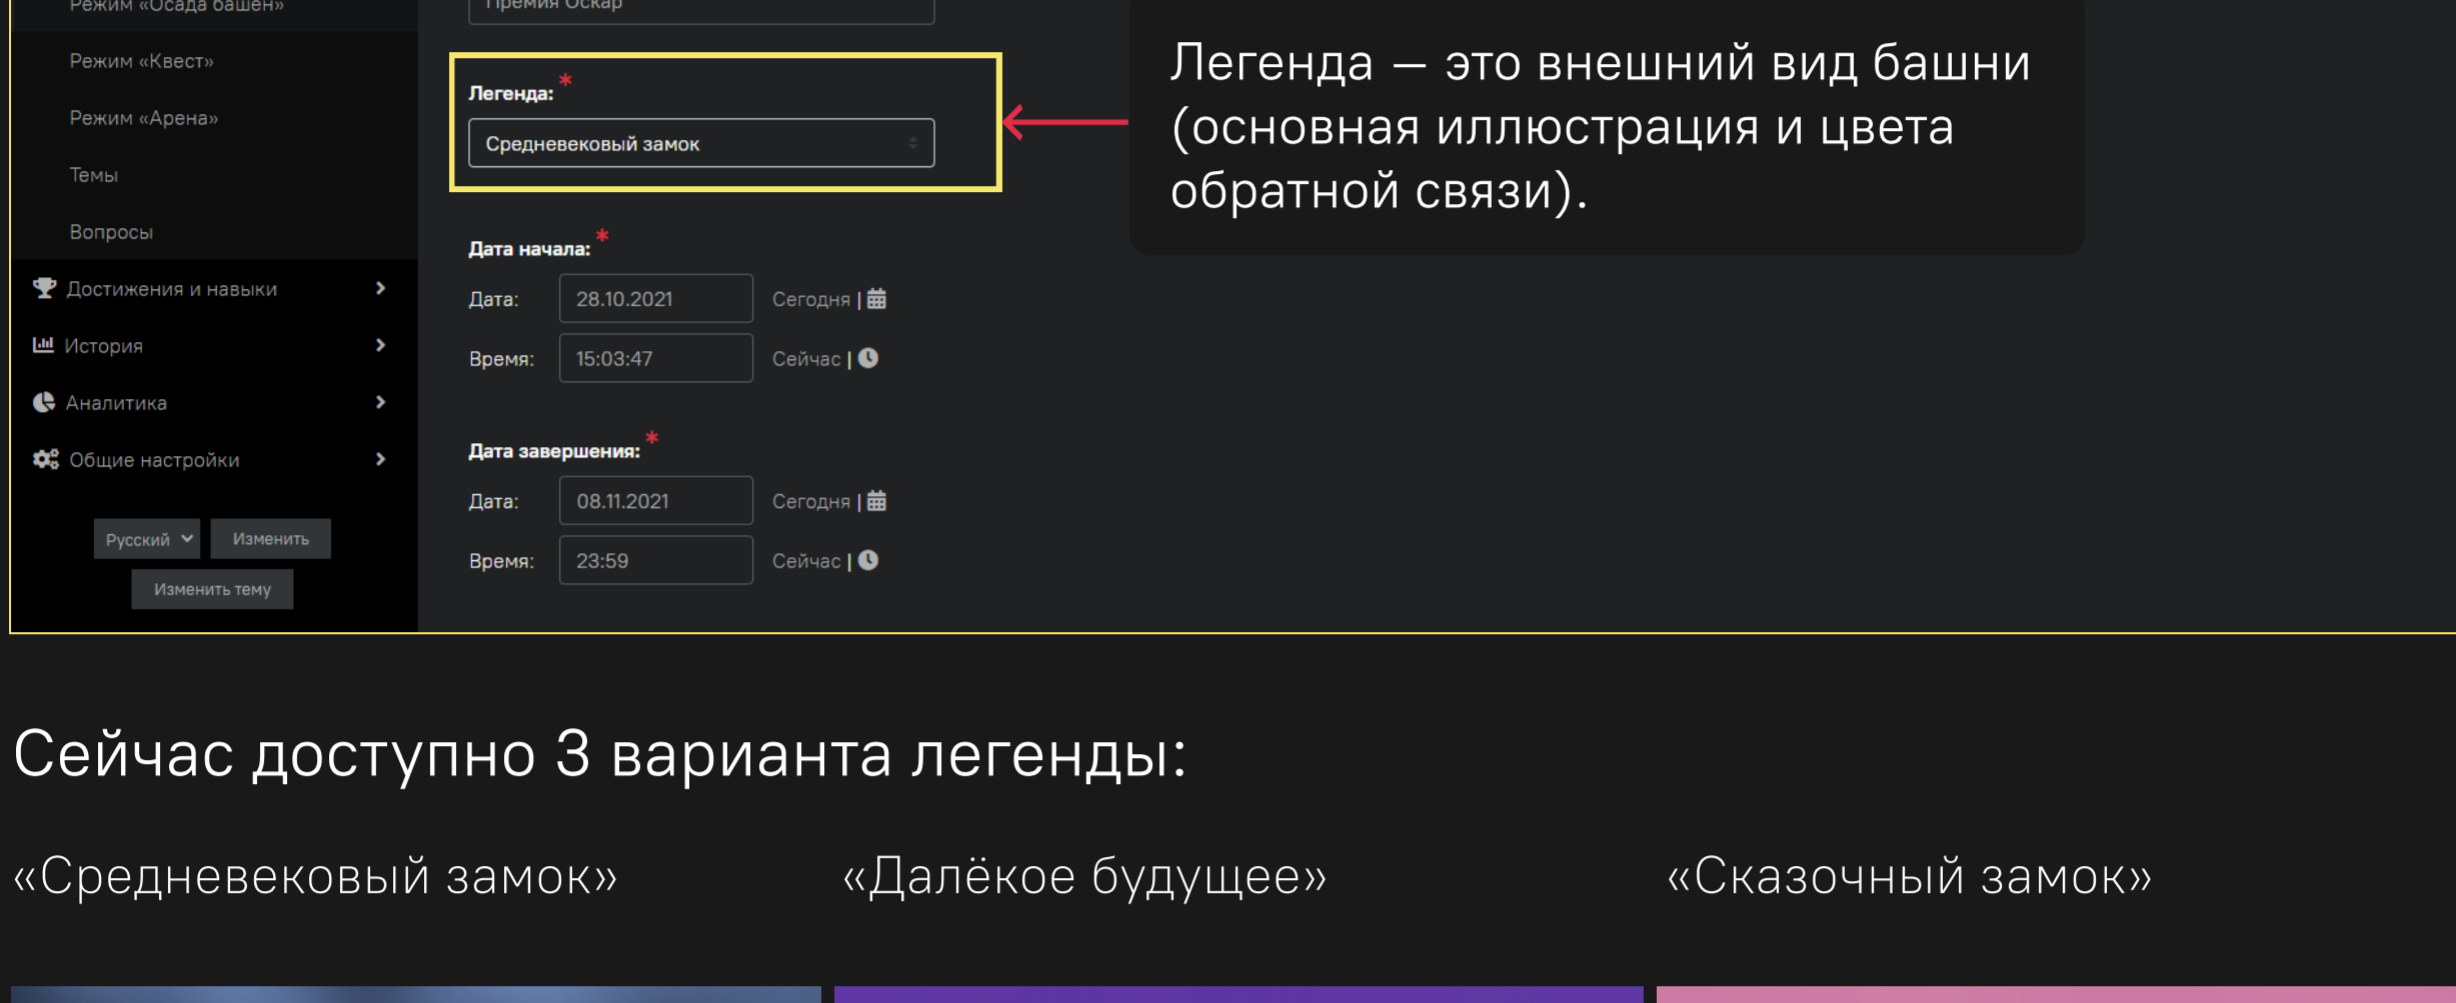 Режим «Осада башен»
Режим «Квест»
Режим «Арена»
Темы
Вопросы
Достижения и навыки
История
Аналитика
Общие настройки
Русский
Изменить
Изменить тему
Премия Оскар
Легенда: *
Средневековый замок
Дата начала: *
Дата: 28.10.2021 Сегодня |
Время: 15:03:47 Сейчас |
Дата завершения: *
Дата: 08.11.2021 Сегодня |
Время: 23:59 Сейчас |
Легенда — это внешний вид башни
(основная иллюстрация и цвета
обратной связи).
Сейчас доступно 3 варианта легенды:
«Средневековый замок»
«Далёкое будущее»
«Сказочный замок»